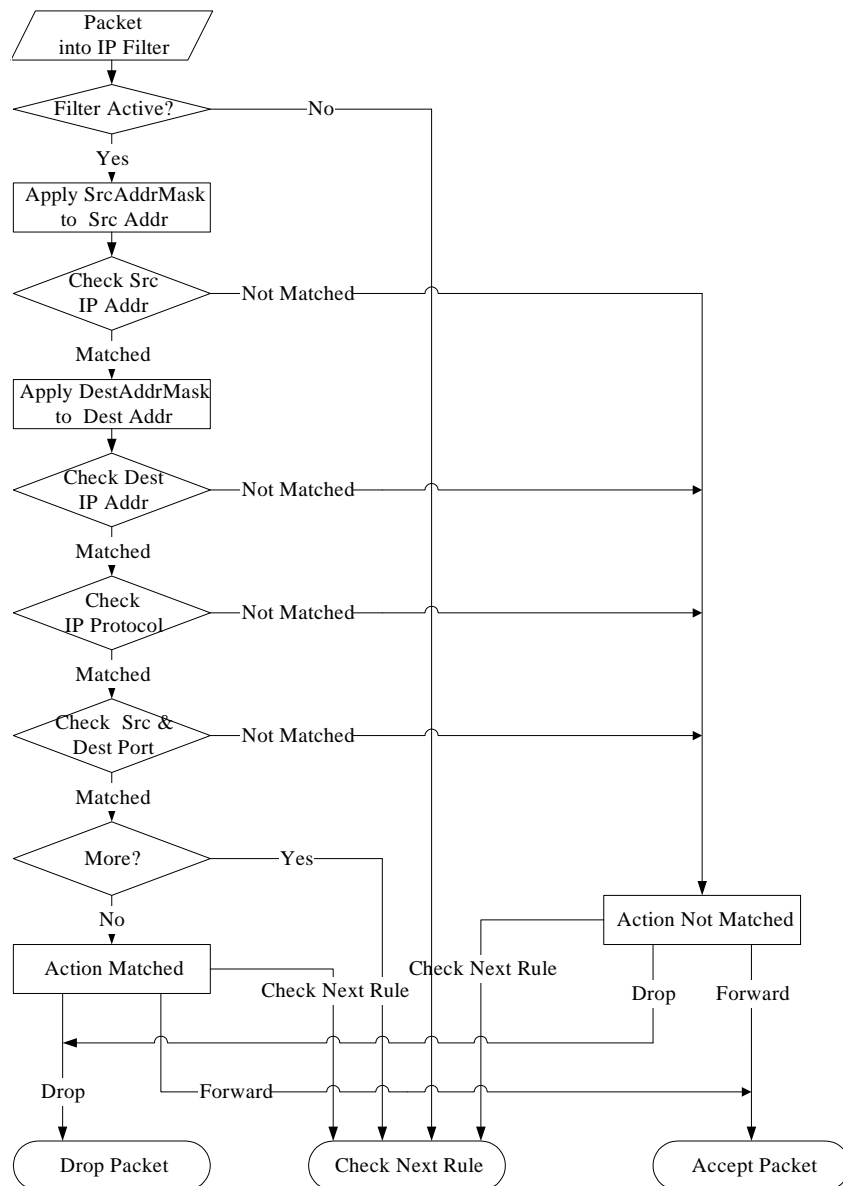 Packet
into IP Filter
Filter Active?
No
Yes
Apply SrcAddrMask
to Src Addr
Check Src
IP Addr
Not Matched
Matched
Apply DestAddrMask
to Dest Addr
Check Dest
IP Addr
Not Matched
Matched
Check
IP Protocol
Not Matched
Matched
Check Src &
Dest Port
Not Matched
Matched
More?
Yes
No
Action Not Matched
Action Matched
Check Next Rule
Check Next Rule
Drop
Forward
Drop
Forward
Drop Packet
Check Next Rule
Accept Packet